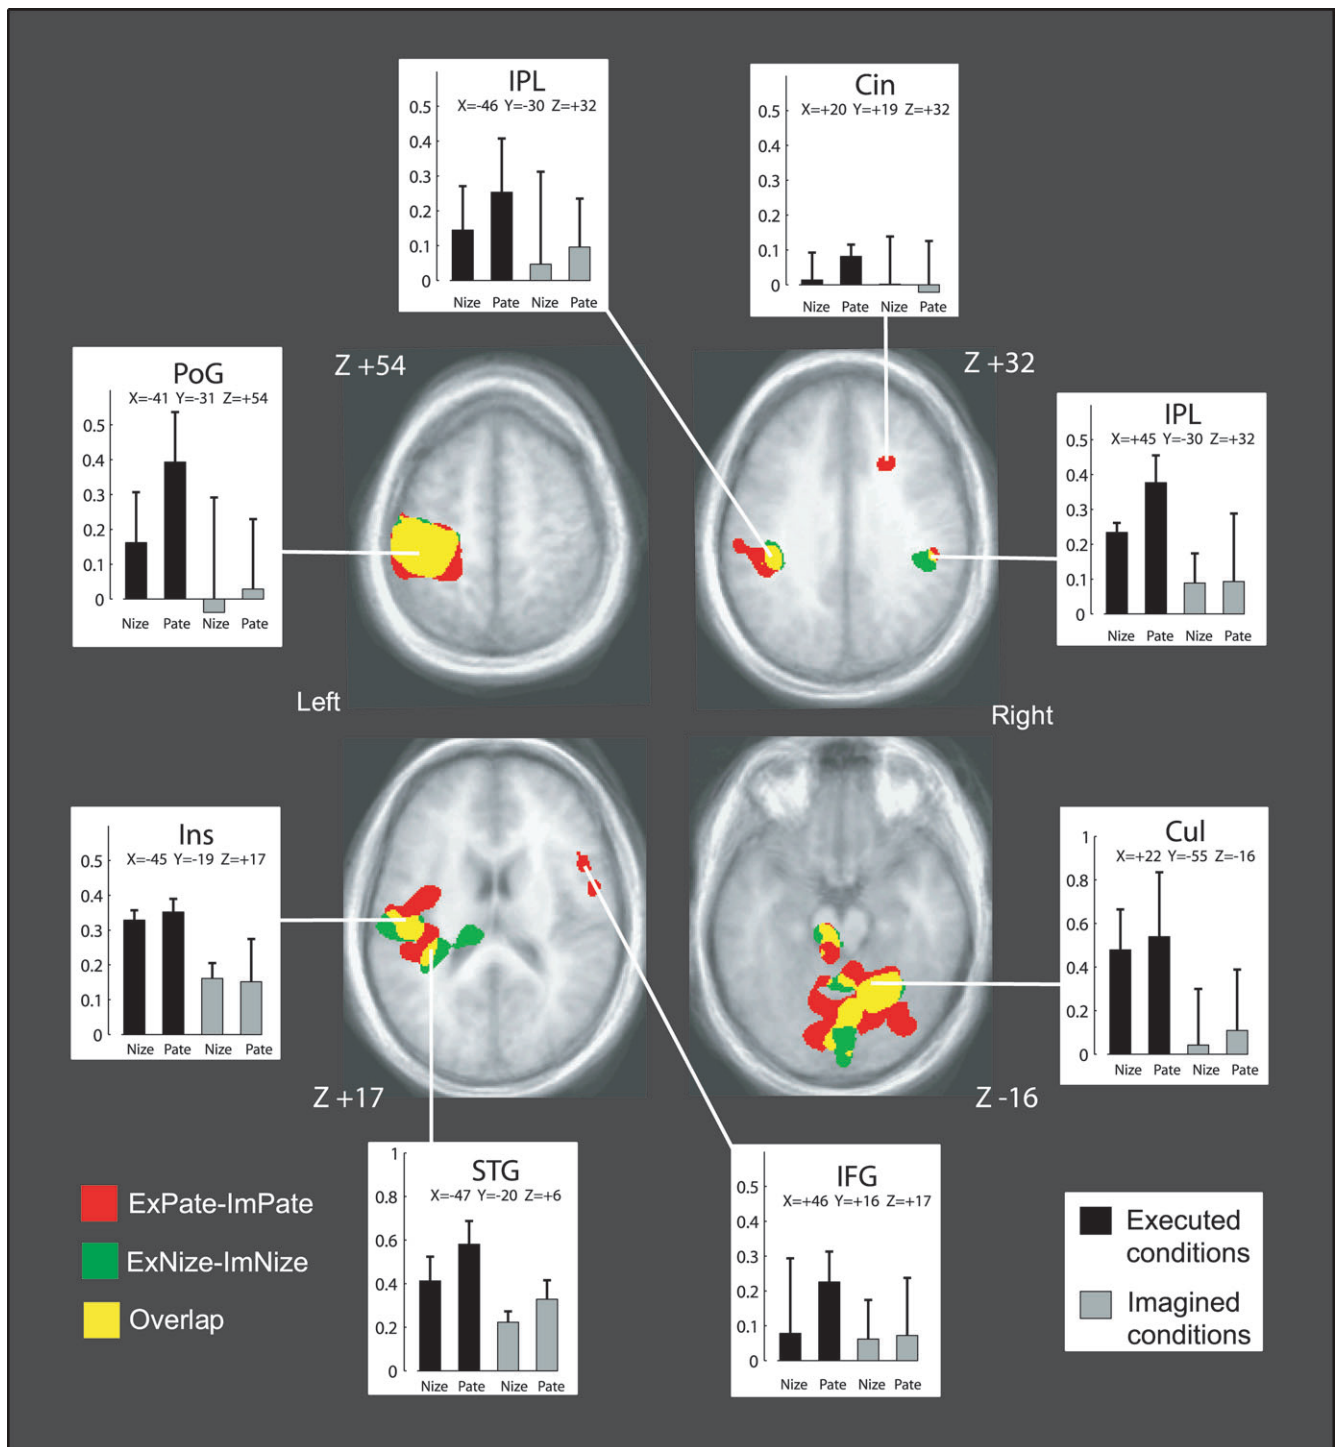 IPL
X=-46 Y=-30 Z=+32
0.5
0.4
0.3
0.2
0.1
0
Nize Pate Nize Pate
Cin
X=+20 Y=+19 Z=+32
0.5
0.4
0.3
0.2
0.1
0
Nize Pate Nize Pate
PoG
X=-41 Y=-31 Z=+54
0.5
0.4
0.3
0.2
0.1
0
Nize Pate Nize Pate
Z +54
Z +32
IPL
X=+45 Y=-30 Z=+32
0.5
0.4
0.3
0.2
0.1
0
Nize Pate Nize Pate
Left
Right
Ins
X=-45 Y=-19 Z=+17
0.5
0.4
0.3
0.2
0.1
0
Nize Pate Nize Pate
Cul
X=+22 Y=-55 Z=-16
1
0.8
0.6
0.4
0.2
0
Nize Pate Nize Pate
Z +17
Z -16
STG
X=-47 Y=-20 Z=+6
1
0.8
0.6
0.4
0.2
0
Nize Pate Nize Pate
IFG
X=+46 Y=+16 Z=+17
0.5
0.4
0.3
0.2
0.1
0
Nize Pate Nize Pate
ExPate-ImPate
ExNize-ImNize
Overlap
Executed
conditions
Imagined
conditions